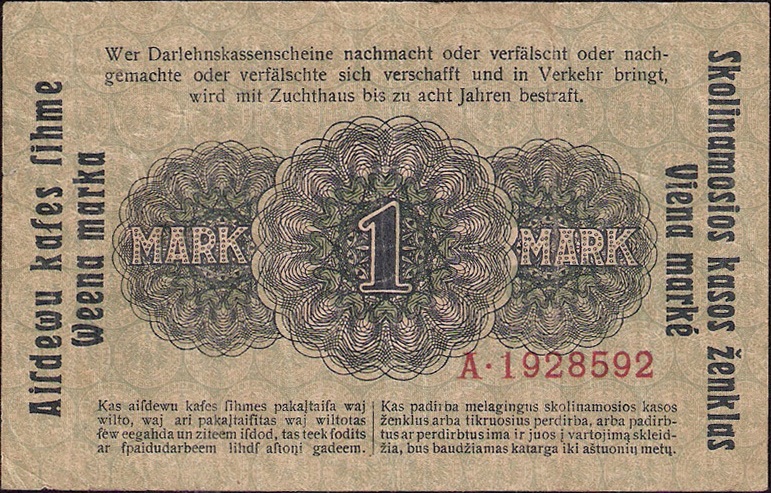 Wer Darlehnskassenscheine nachmacht oder verfälscht oder nach-
gemachte oder verfälschte sich verschafft und in Verkehr bringt,
wird mit Zuchthaus bis zu acht Jahren bestraft.
Aiſdewu kaſes ſihme
Weena marka
MARK 1 MARK
Skolinamosios kasos ženklas
Viena markė
A·1928592
Kas aiſdewu kaſes ſihmes pakaļtaiſa waj
wilto, waj ari pakaļtaiſitas waj wiltotas
ſew eegahda un ziteem iſdod, tas teek ſodits
ar ſpaidudarbeem lihdſ aſtoņi gadeem.
Kas padirba melagingus skolinamosios kasos
ženklus arba tikruosius perdirba, arba padirb-
tus ar perdirbtus ima ir juos į vartojimą skleid-
žia, bus baudžiamas katarga iki aštuonių metų.